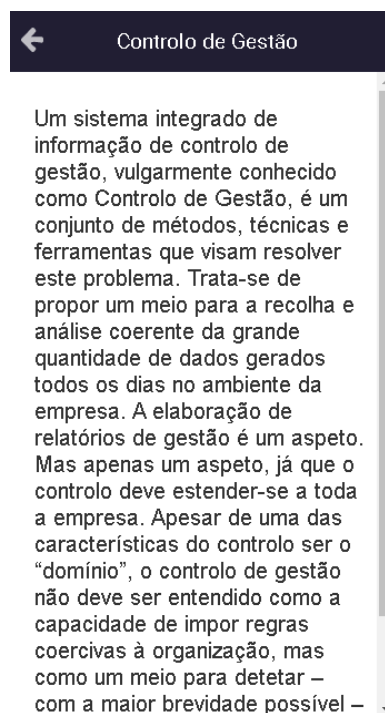 Controlo de Gestão
Um sistema integrado de
informação de controlo de
gestão, vulgarmente conhecido
como Controlo de Gestão, é um
conjunto de métodos, técnicas e
ferramentas que visam resolver
este problema. Trata-se de
propor um meio para a recolha e
análise coerente da grande
quantidade de dados gerados
todos os dias no ambiente da
empresa. A elaboração de
relatórios de gestão é um aspeto.
Mas apenas um aspeto, já que o
controlo deve estender-se a toda
a empresa. Apesar de uma das
características do controlo ser o
“domínio”, o controlo de gestão
não deve ser entendido como a
capacidade de impor regras
coercivas à organização, mas
como um meio para detetar –
com a maior brevidade possível –